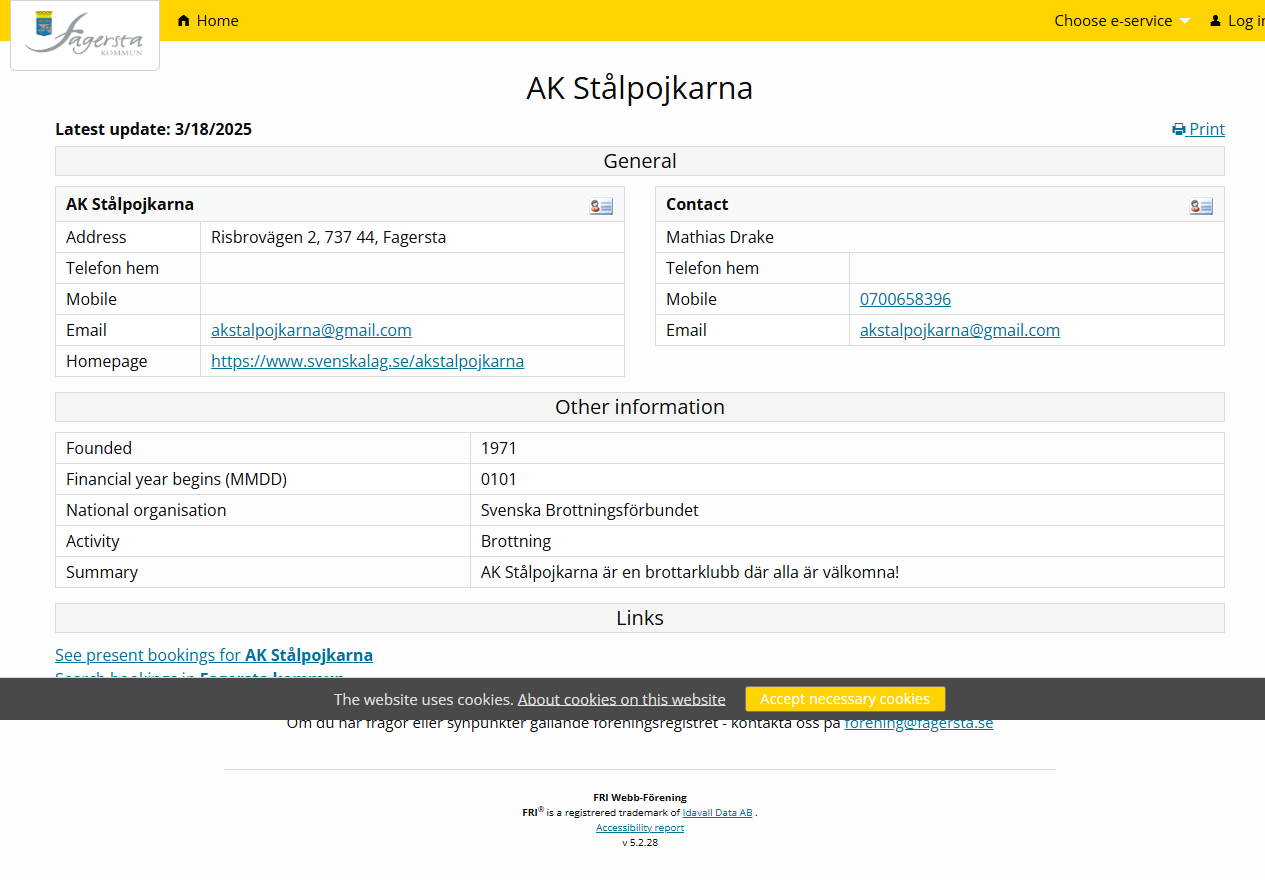 Fagersta
KOMMUN
Home
Choose e-service
Log in
AK Stålpojkarna
Latest update: 3/18/2025
Print
General
AK Stålpojkarna
Address Risbrovägen 2, 737 44, Fagersta
Telefon hem
Mobile
Email akstalpojkarna@gmail.com
Homepage https://www.svenskalag.se/akstalpojkarna
Contact
Mathias Drake
Telefon hem
Mobile 0700658396
Email akstalpojkarna@gmail.com
Other information
Founded 1971
Financial year begins (MMDD) 0101
National organisation Svenska Brottningsförbundet
Activity Brottning
Summary AK Stålpojkarna är en brottarklubb där alla är välkomna!
Links
See present bookings for AK Stålpojkarna
Search bookings in Fagersta kommun
The website uses cookies. About cookies on this website Accept necessary cookies
Om du har frågor eller synpunkter gällande föreningsregistret - kontakta oss på forening@fagersta.se
FRI Webb-Förening
FRI® is a registrered trademark of Idavall Data AB .
Accessibility report
v 5.2.28